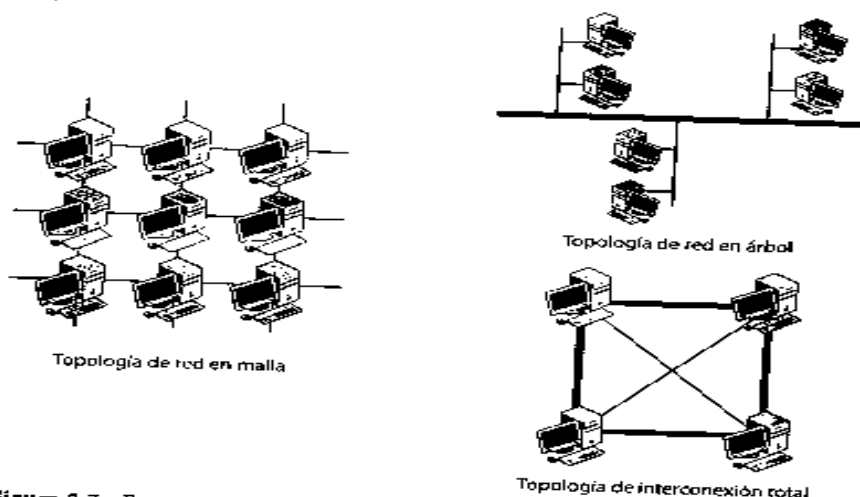 Topología de red en árbol
Topología de red en malla
Topología de interconexión total